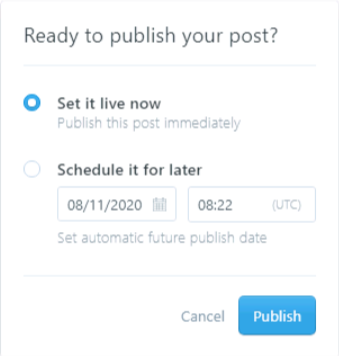 Ready to publish your post?
Set it live now
Publish this post immediately
Schedule it for later
08/11/2020 08:22 (UTC)
Set automatic future publish date
Cancel Publish